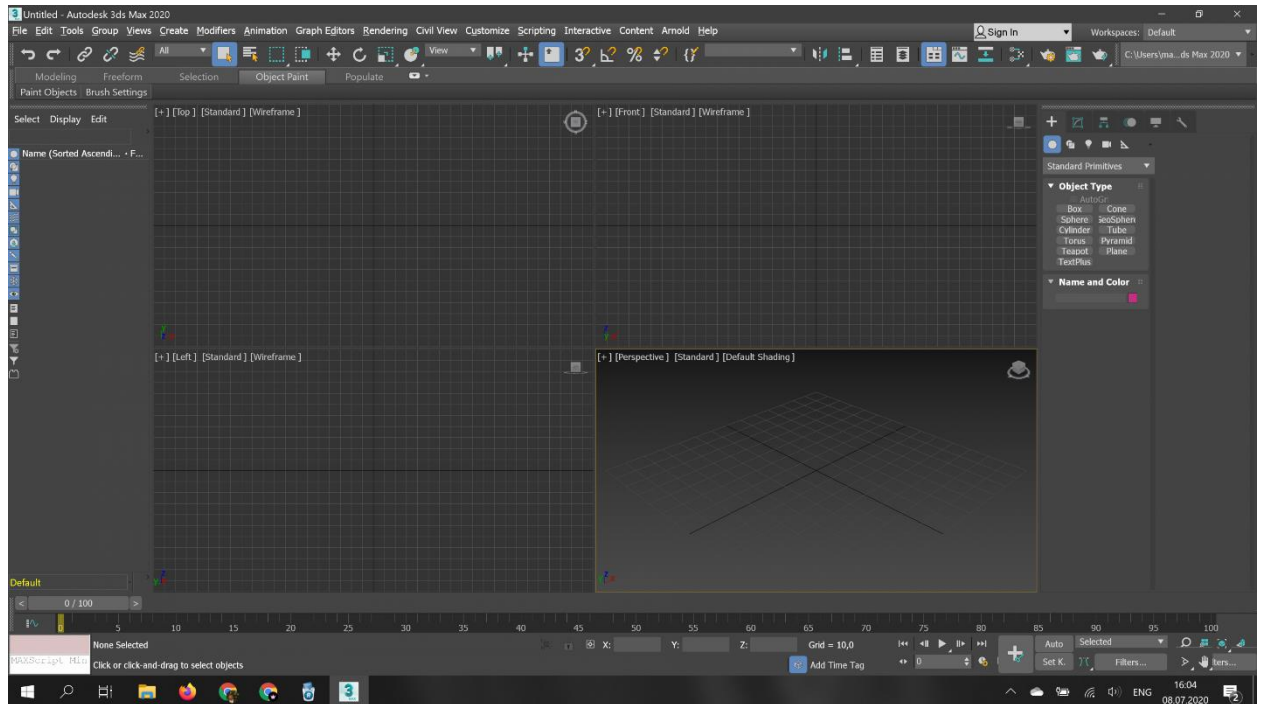 Untitled - Autodesk 3ds Max 2020
File Edit Tools Group Views Create Modifiers Animation Graph Editors Rendering Civil View Customize Scripting Interactive Content Arnold Help
Sign In
Workspaces: Default
All
View
C:\Users\ma...ds Max 2020
Modeling Freeform Selection Object Paint Populate
Paint Objects Brush Settings
Select Display Edit
Name (Sorted Ascendi... F...
[+] [Top] [Standard] [Wireframe]
[+] [Front] [Standard] [Wireframe]
[+] [Left] [Standard] [Wireframe]
[+] [Perspective] [Standard] [Default Shading]
Standard Primitives
Object Type
AutoGr
Box Cone
Sphere GeoSphere
Cylinder Tube
Torus Pyramid
Teapot Plane
TextPlus
Name and Color
Default
0 / 100
0 5 10 15 20 25 30 35 40 45 50 55 60 65 70 75 80 85 90 95 100
None Selected
X: Y: Z: Grid = 10,0
Auto Selected
MAXScript Min
Click or click-and-drag to select objects
Add Time Tag
0
Set K. Filters... ters...
ENG
16:04
08.07.2020
2